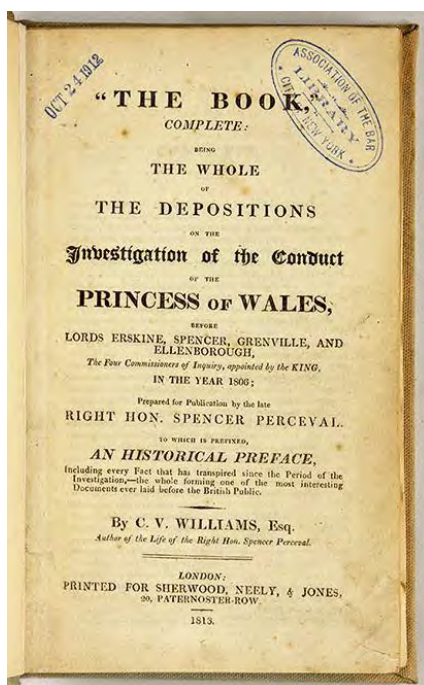 OCT 24 1912
ASSOCIATION OF THE BAR
LIBRARY
CITY OF NEW YORK
"THE BOOK,"
COMPLETE:
BEING
THE WHOLE
OF
THE DEPOSITIONS
ON THE
Investigation of the Conduct
OF THE
PRINCESS OF WALES,
BEFORE
LORDS ERSKINE, SPENCER, GRENVILLE, AND
ELLENBOROUGH,
The Four Commissioners of Inquiry, appointed by the KING,
IN THE YEAR 1806;
Prepared for Publication by the late
RIGHT HON. SPENCER PERCEVAL.
TO WHICH IS PREFIXED,
AN HISTORICAL PREFACE,
Including every Fact that has transpired since the Period of the
Investigation,—the whole forming one of the most interesting
Documents ever laid before the British Public.
By C. V. WILLIAMS, Esq.
Author of the Life of the Right Hon. Spencer Perceval.
LONDON:
PRINTED FOR SHERWOOD, NEELY, & JONES,
20, PATERNOSTER-ROW.
1813.